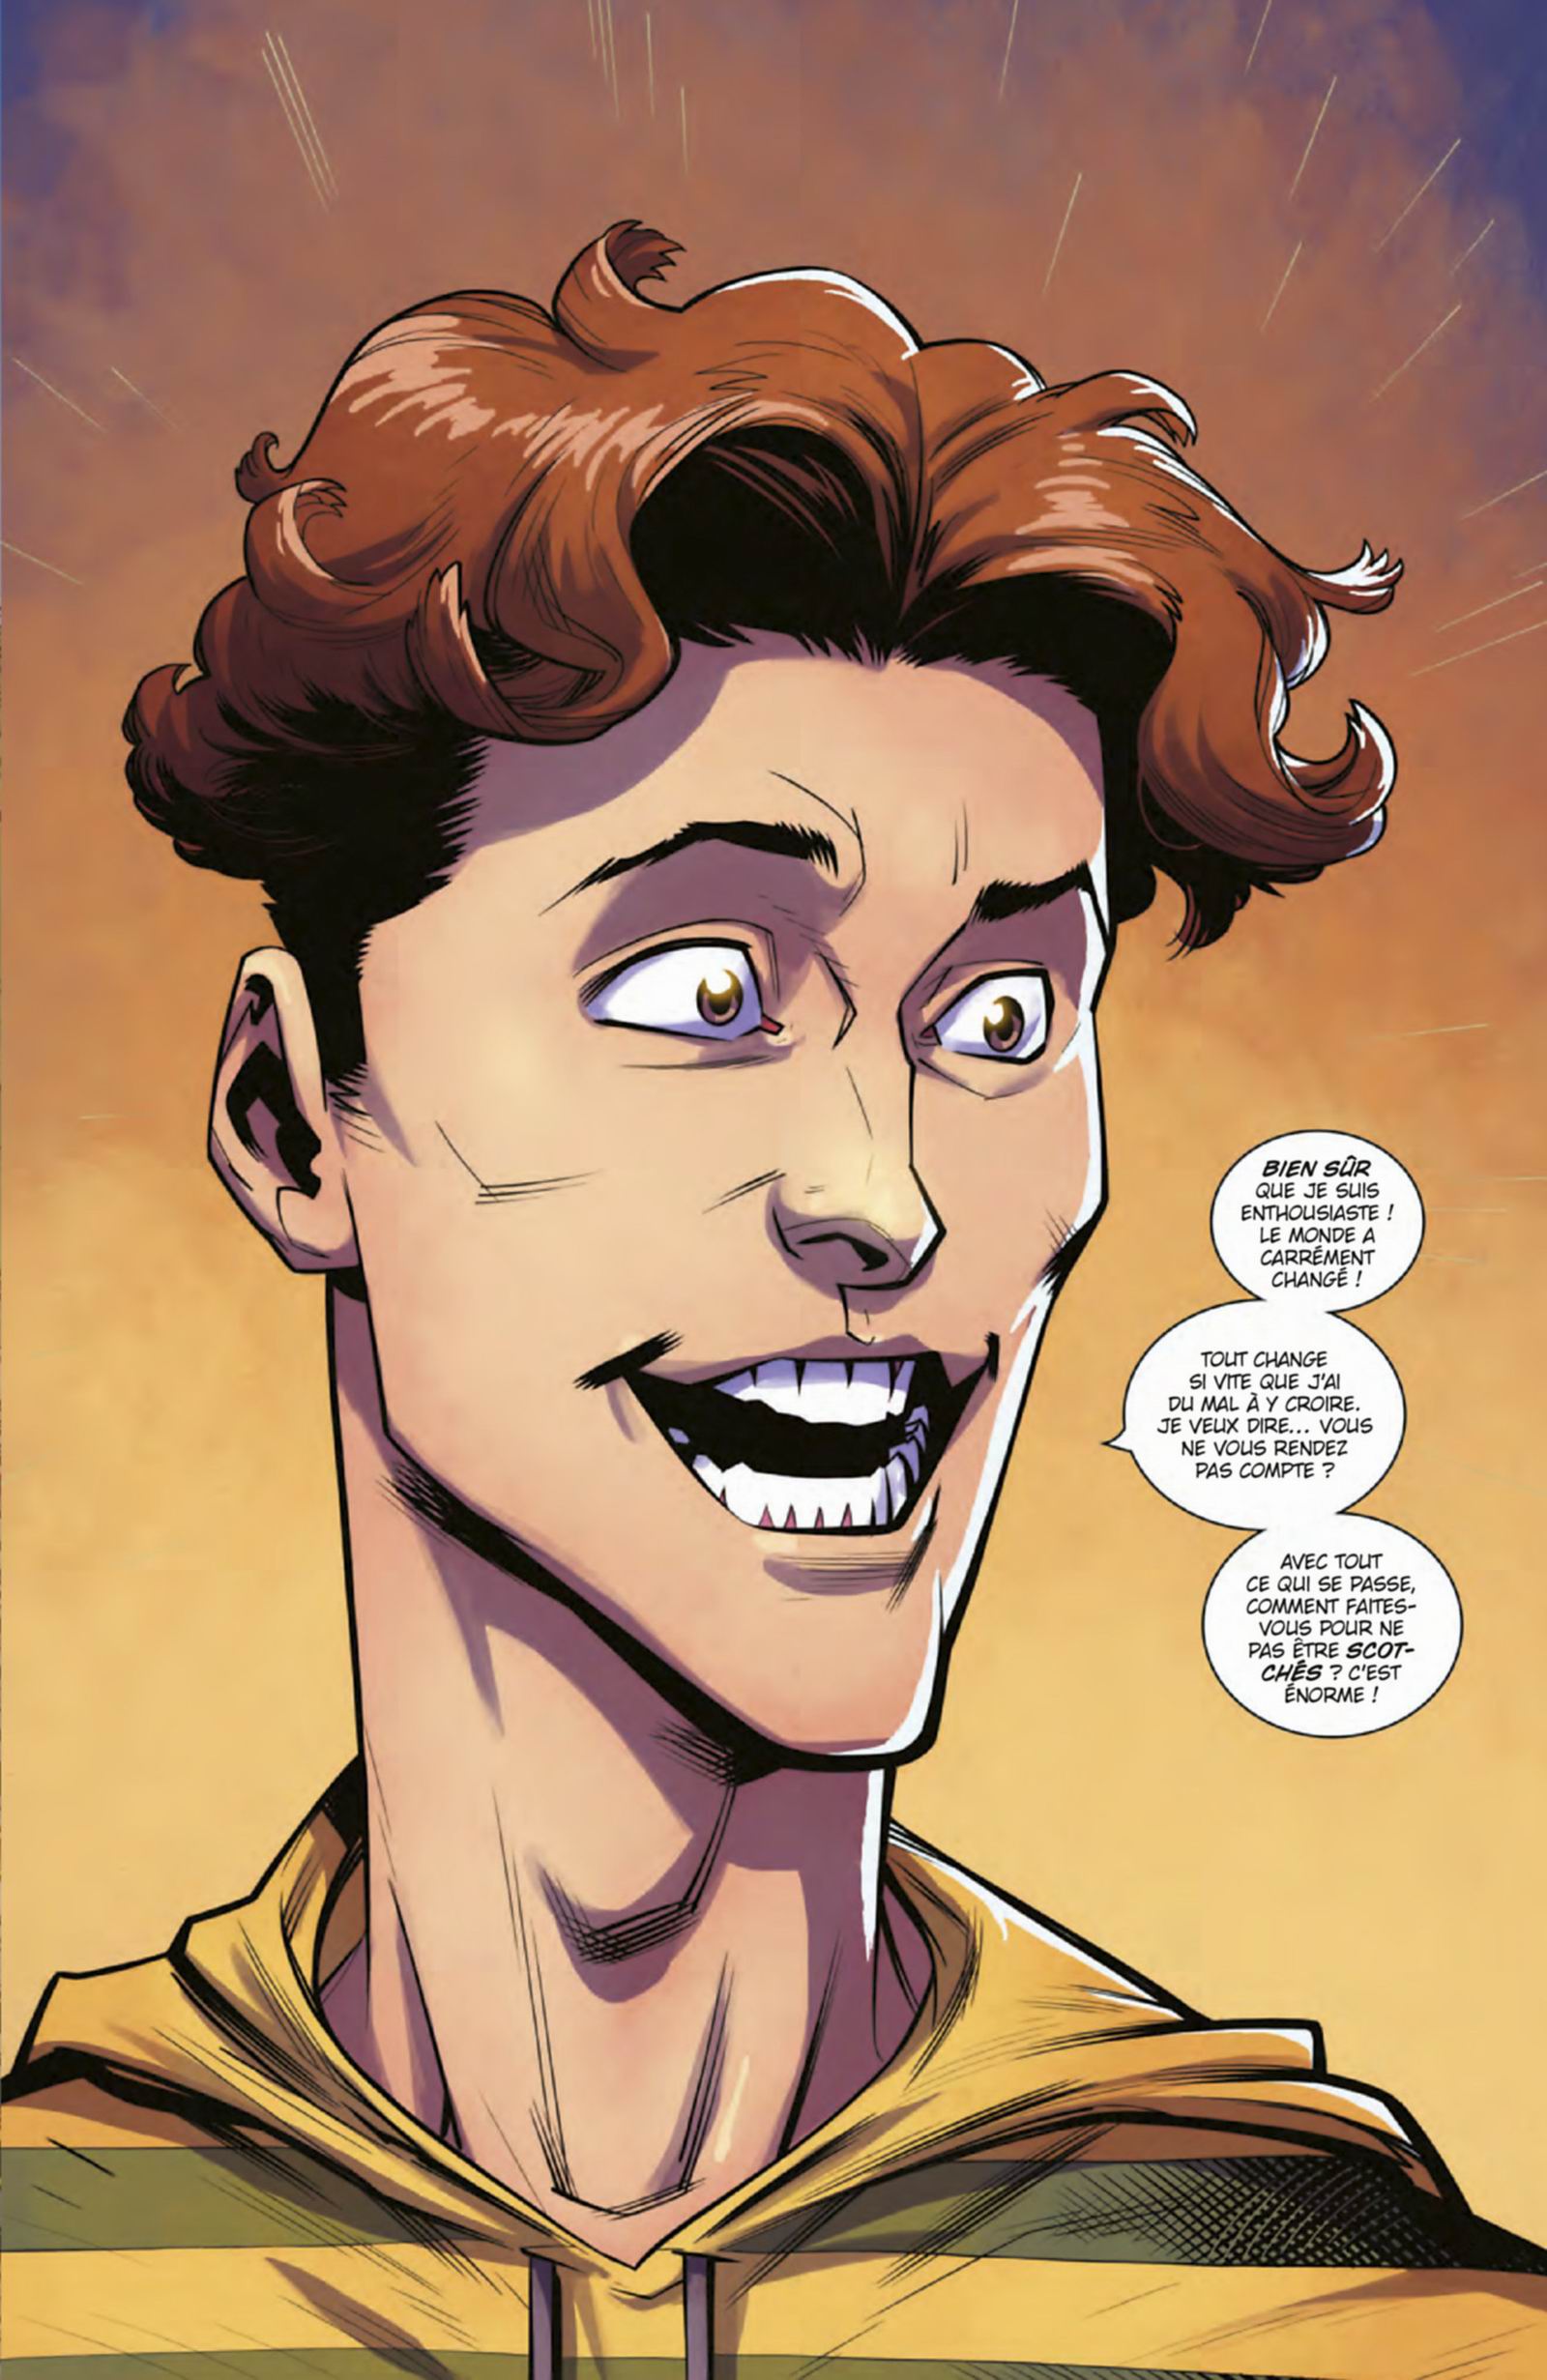 BIEN SÛR
QUE JE SUIS
ENTHOUSIASTE !
LE MONDE A
CARRÉMENT
CHANGÉ !
TOUT CHANGE
SI VITE QUE J'AI
DU MAL À Y CROIRE.
JE VEUX DIRE... VOUS
NE VOUS RENDEZ
PAS COMPTE ?
AVEC TOUT
CE QUI SE PASSE,
COMMENT FAITES-
VOUS POUR NE
PAS ÊTRE SCOT-
CHÉS ? C'EST
ÉNORME !